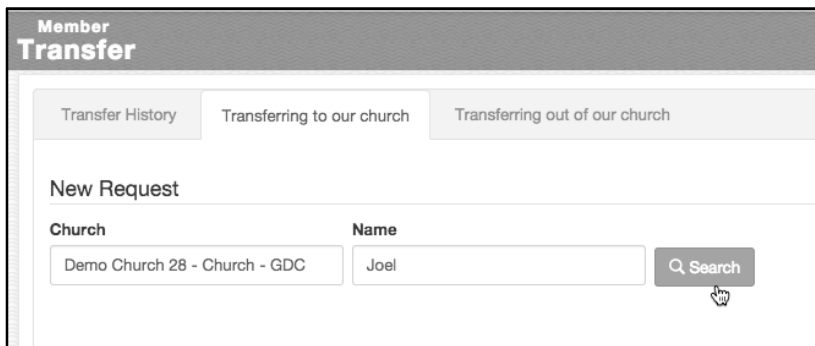 Member
Transfer
Transfer History Transferring to our church Transferring out of our church
New Request
Church Name
Demo Church 28 - Church - GDC Joel Search